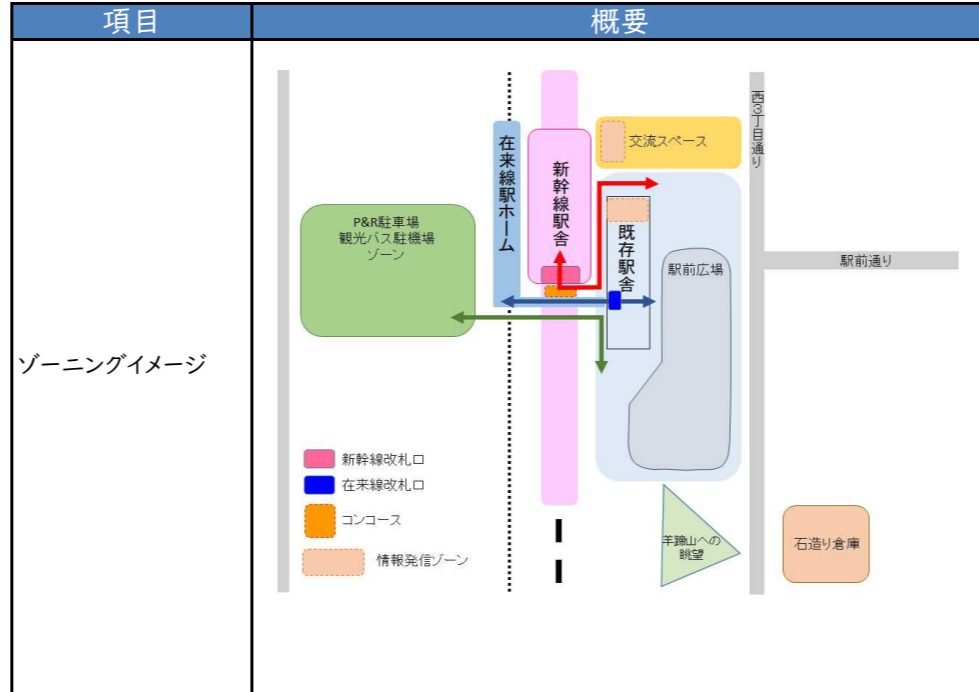 項目
概要
ゾーニングイメージ
西3丁目通り
交流スペース
在来線駅ホーム
新幹線駅舎
既存駅舎
P&R駐車場
観光バス駐機場
ゾーン
駅前広場
駅前通り
新幹線改札口
在来線改札口
コンコース
情報発信ゾーン
羊蹄山への
眺望
石造り倉庫